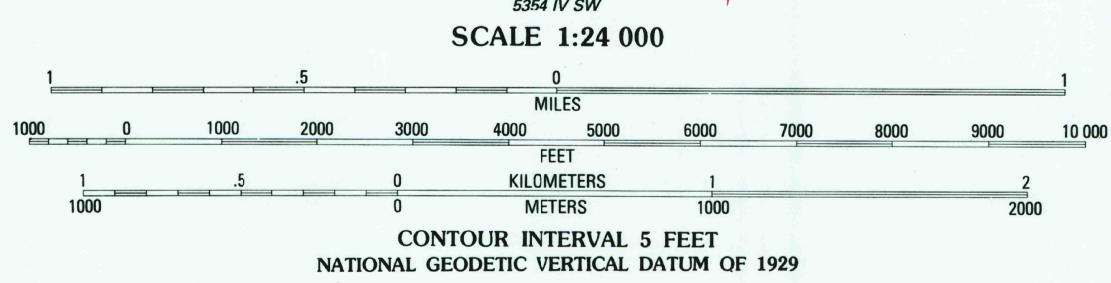 5354 IV SW
SCALE 1:24 000
1 .5 0 1
MILES
1000 0 1000 2000 3000 4000 5000 6000 7000 8000 9000 10 000
FEET
1 .5 0 KILOMETERS 1 2
1000 0 METERS 1000 2000
CONTOUR INTERVAL 5 FEET
NATIONAL GEODETIC VERTICAL DATUM OF 1929